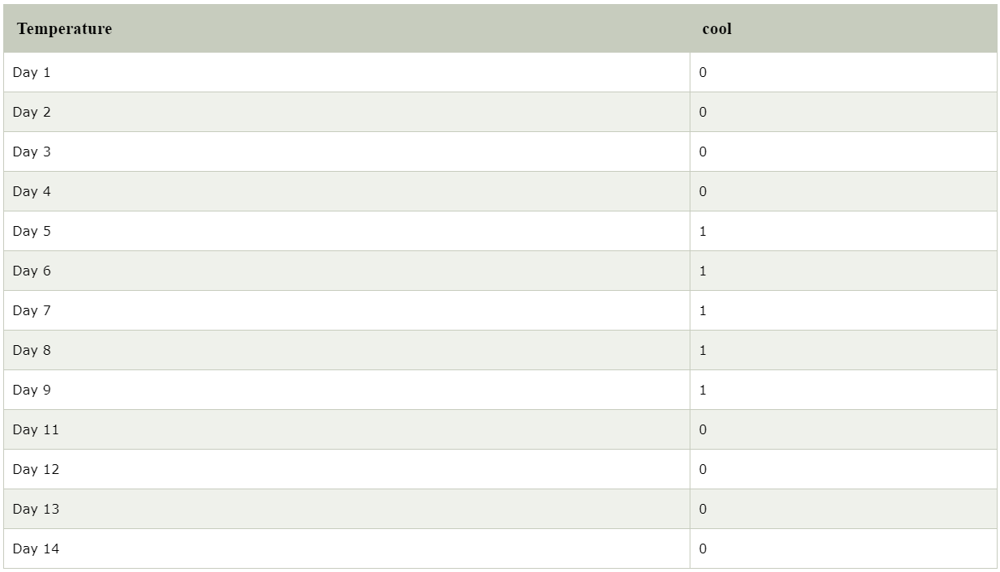 Temperature cool
Day 1 0
Day 2 0
Day 3 0
Day 4 0
Day 5 1
Day 6 1
Day 7 1
Day 8 1
Day 9 1
Day 11 0
Day 12 0
Day 13 0
Day 14 0